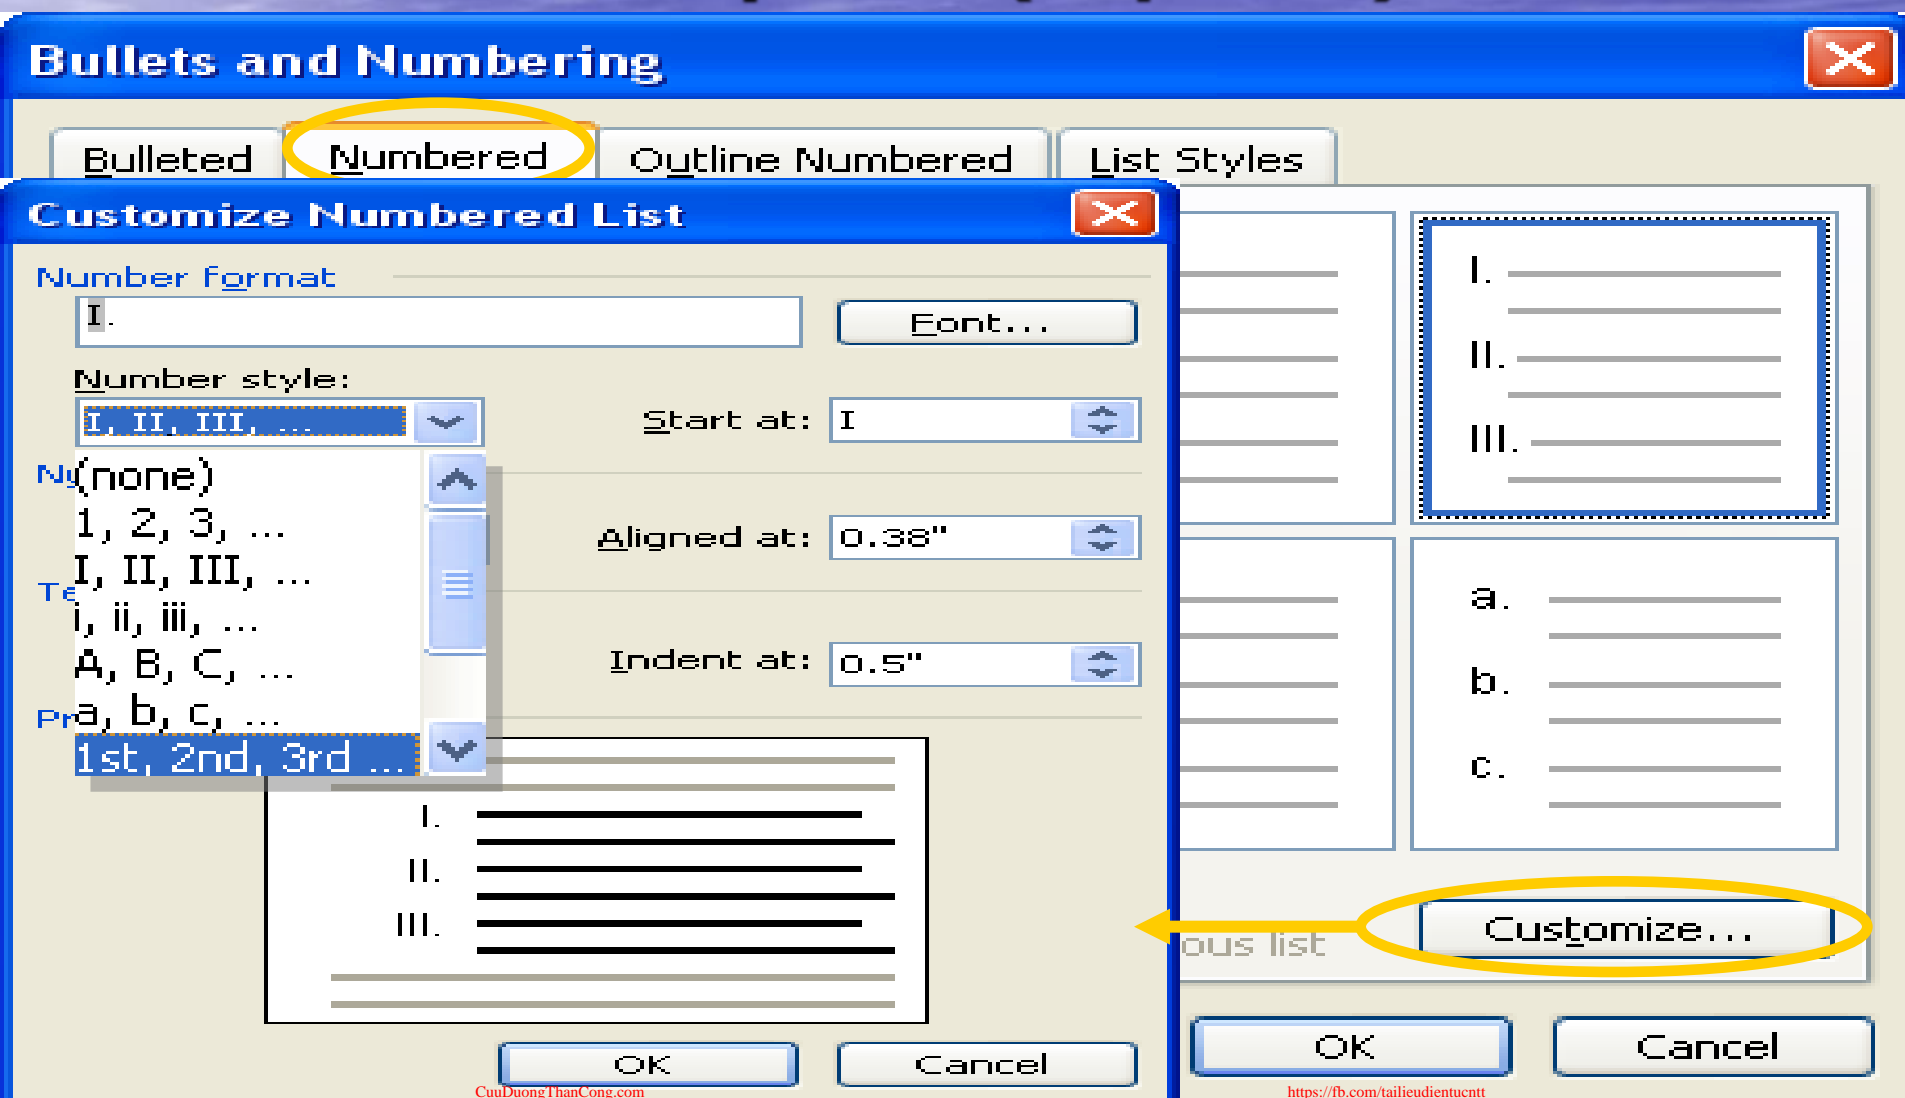 Bullets and Numbering
Bulleted
Numbered
Outline Numbered
List Styles
Customize Numbered List
Number format
I.
Font...
Number style:
I, II, III, ...
Start at: I
(none)
1, 2, 3, ...
I, II, III, ...
i, ii, iii, ...
A, B, C, ...
a, b, c, ...
1st, 2nd, 3rd ...
Aligned at: 0.38"
Indent at: 0.5"
I.
II.
III.
OK
Cancel
I.
II.
III.
a.
b.
c.
ous list
Customize...
OK
Cancel
CuuDuongThanCong.com
https://fb.com/tailieudientucntt